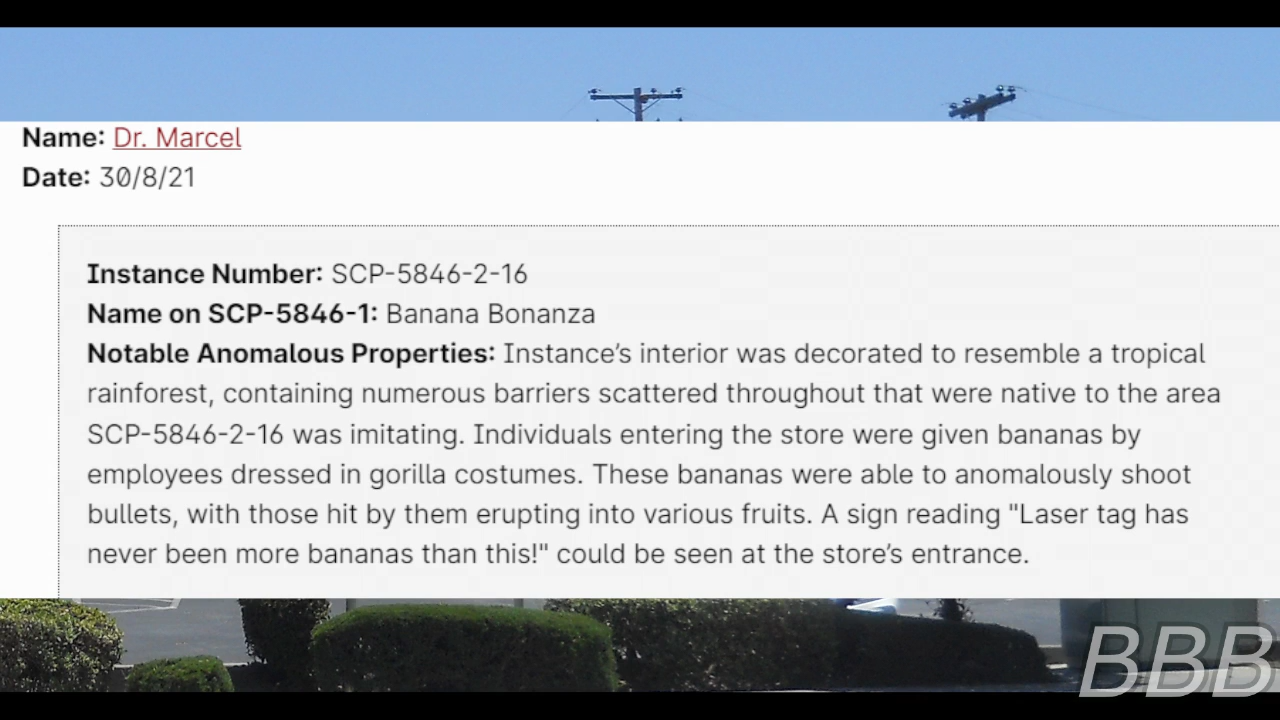 Name: Dr. Marcel
Date: 30/8/21
Instance Number: SCP-5846-2-16
Name on SCP-5846-1: Banana Bonanza
Notable Anomalous Properties: Instance’s interior was decorated to resemble a tropical
rainforest, containing numerous barriers scattered throughout that were native to the area
SCP-5846-2-16 was imitating. Individuals entering the store were given bananas by
employees dressed in gorilla costumes. These bananas were able to anomalously shoot
bullets, with those hit by them erupting into various fruits. A sign reading "Laser tag has
never been more bananas than this!" could be seen at the store’s entrance.
BBB